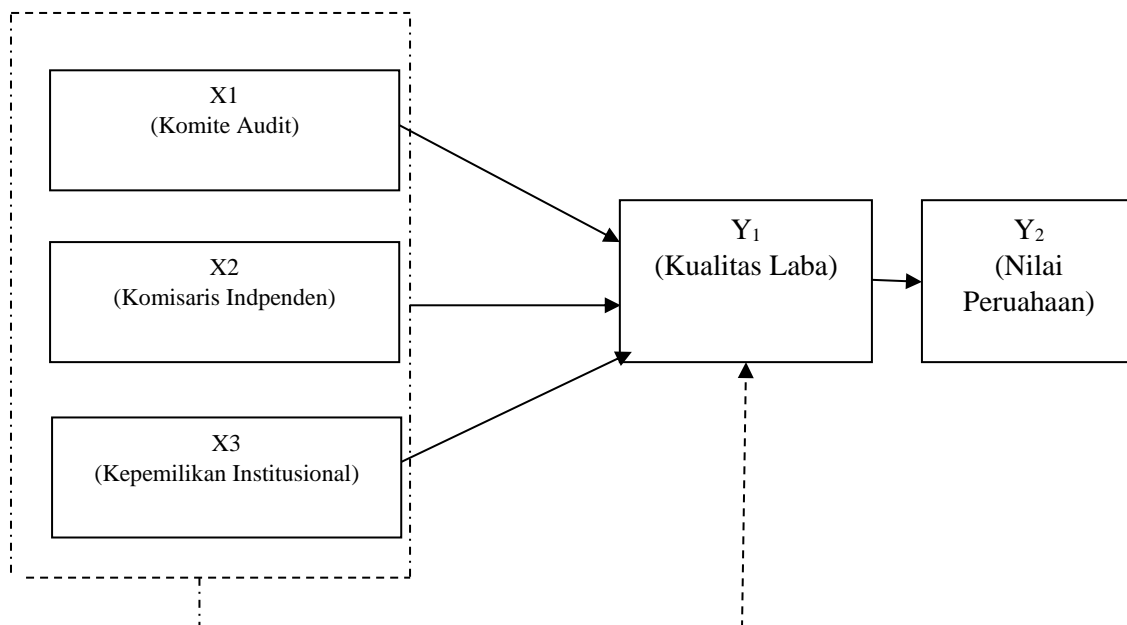 X1
(Komite Audit)
X2
(Komisaris Indpenden)
X3
(Kepemilikan Institusional)
Y₁
(Kualitas Laba)
Y₂
(Nilai
Peruahaan)